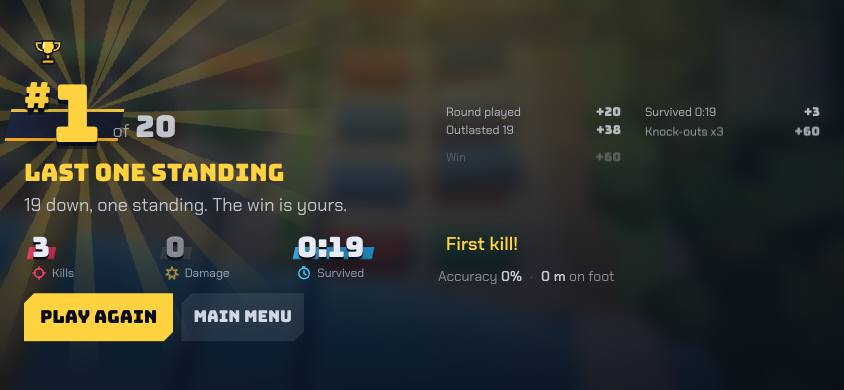 #1 of 20
LAST ONE STANDING
19 down, one standing. The win is yours.
3 0 0:19
Kills Damage Survived
PLAY AGAIN MAIN MENU
Round played +20
Outlasted 19 +38
Win +60
Survived 0:19 +3
Knock-outs x3 +60
First kill!
Accuracy 0% · 0 m on foot